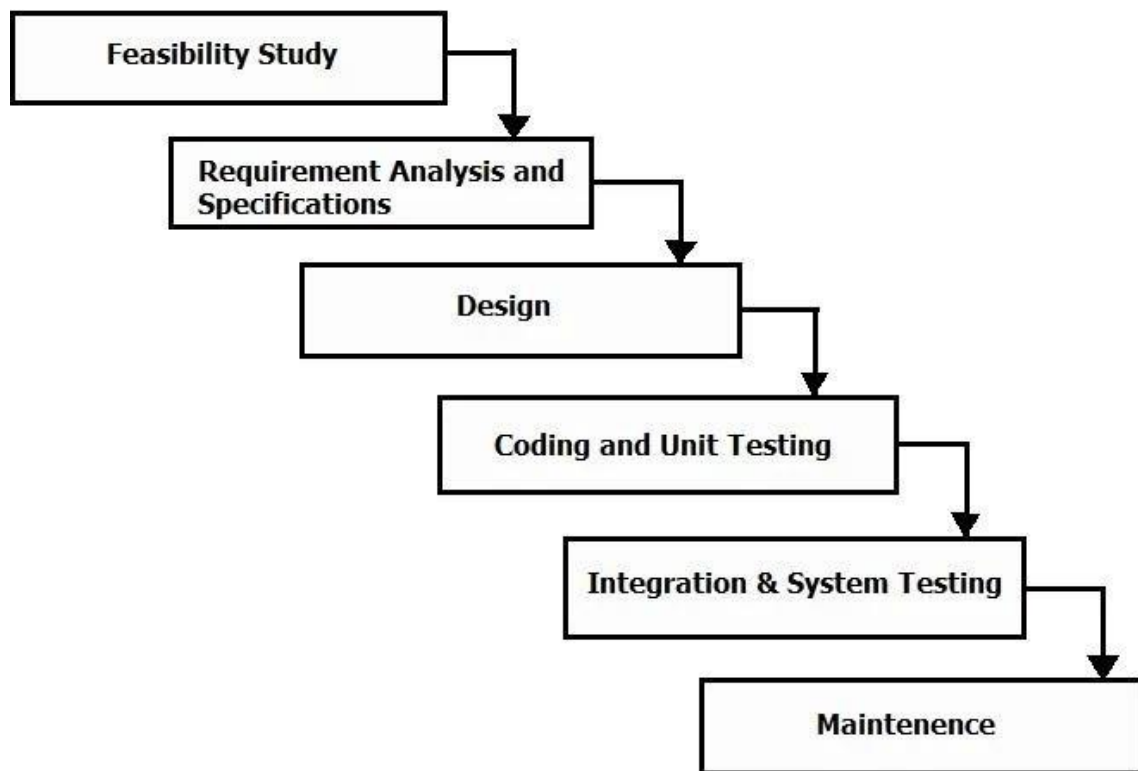 Feasibility Study
Requirement Analysis and
Specifications
Design
Coding and Unit Testing
Integration & System Testing
Maintenence